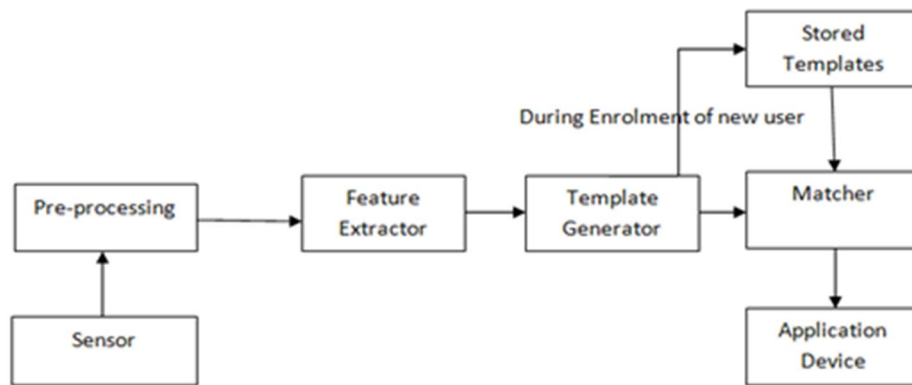 Stored
Templates
During Enrolment of new user
Pre-processing
Feature
Extractor
Template
Generator
Matcher
Sensor
Application
Device